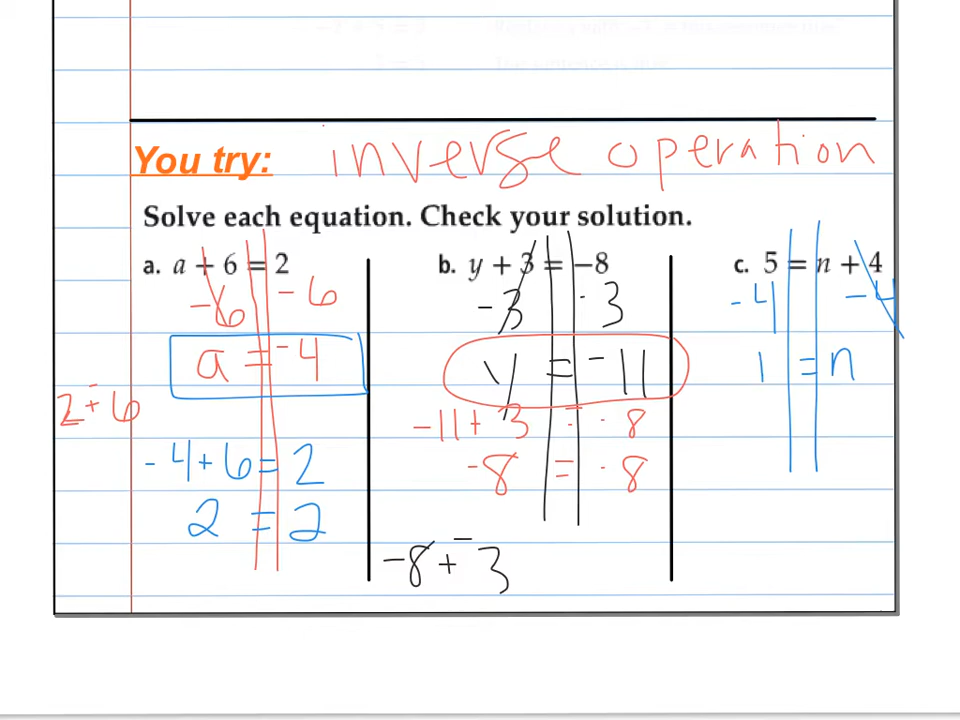 You try: inverse operation
Solve each equation. Check your solution.
a. a + 6 = 2
-6 -6
a = -4
2 + -6
-4 + 6 = 2
2 = 2
b. y + 3 = -8
-3 -3
y = -11
-11 + 3 = -8
-8 = -8
-8 + -3
c. 5 = n + 4
-4 -4
1 = n